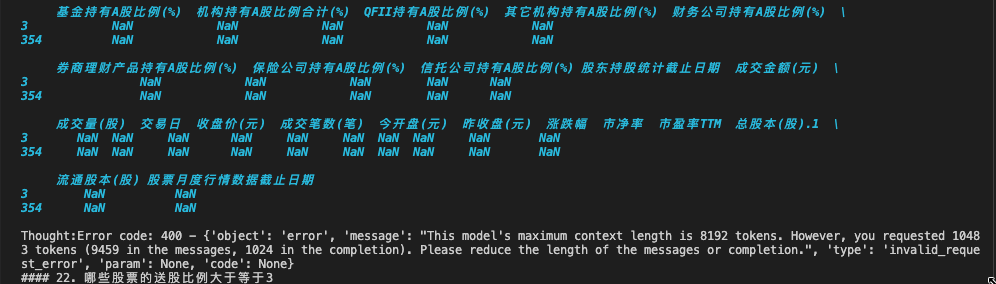 基金持有A股比例(%) 机构持有A股比例合计(%) QFII持有A股比例(%) 其它机构持有A股比例(%) 财务公司持有A股比例(%) \
3 NaN NaN NaN NaN NaN
354 NaN NaN NaN NaN NaN
券商理财产品持有A股比例(%) 保险公司持有A股比例(%) 信托公司持有A股比例(%) 股东持股统计截止日期 成交金额(元) \
3 NaN NaN NaN NaN NaN
354 NaN NaN NaN NaN NaN
成交量(股) 交易日 收盘价(元) 成交笔数(笔) 今开盘(元) 昨收盘(元) 涨跌幅 市净率 市盈率TTM 总股本(股).1 \
3 NaN NaN NaN NaN NaN NaN NaN NaN NaN NaN
354 NaN NaN NaN NaN NaN NaN NaN NaN NaN NaN
流通股本(股) 股票月度行情数据截止日期
3 NaN NaN
354 NaN NaN
Thought:Error code: 400 - {'object': 'error', 'message': "This model's maximum context length is 8192 tokens. However, you requested 1048
3 tokens (9459 in the messages, 1024 in the completion). Please reduce the length of the messages or completion.", 'type': 'invalid_reque
st_error', 'param': None, 'code': None}
#### 22. 哪些股票的送股比例大于等于3